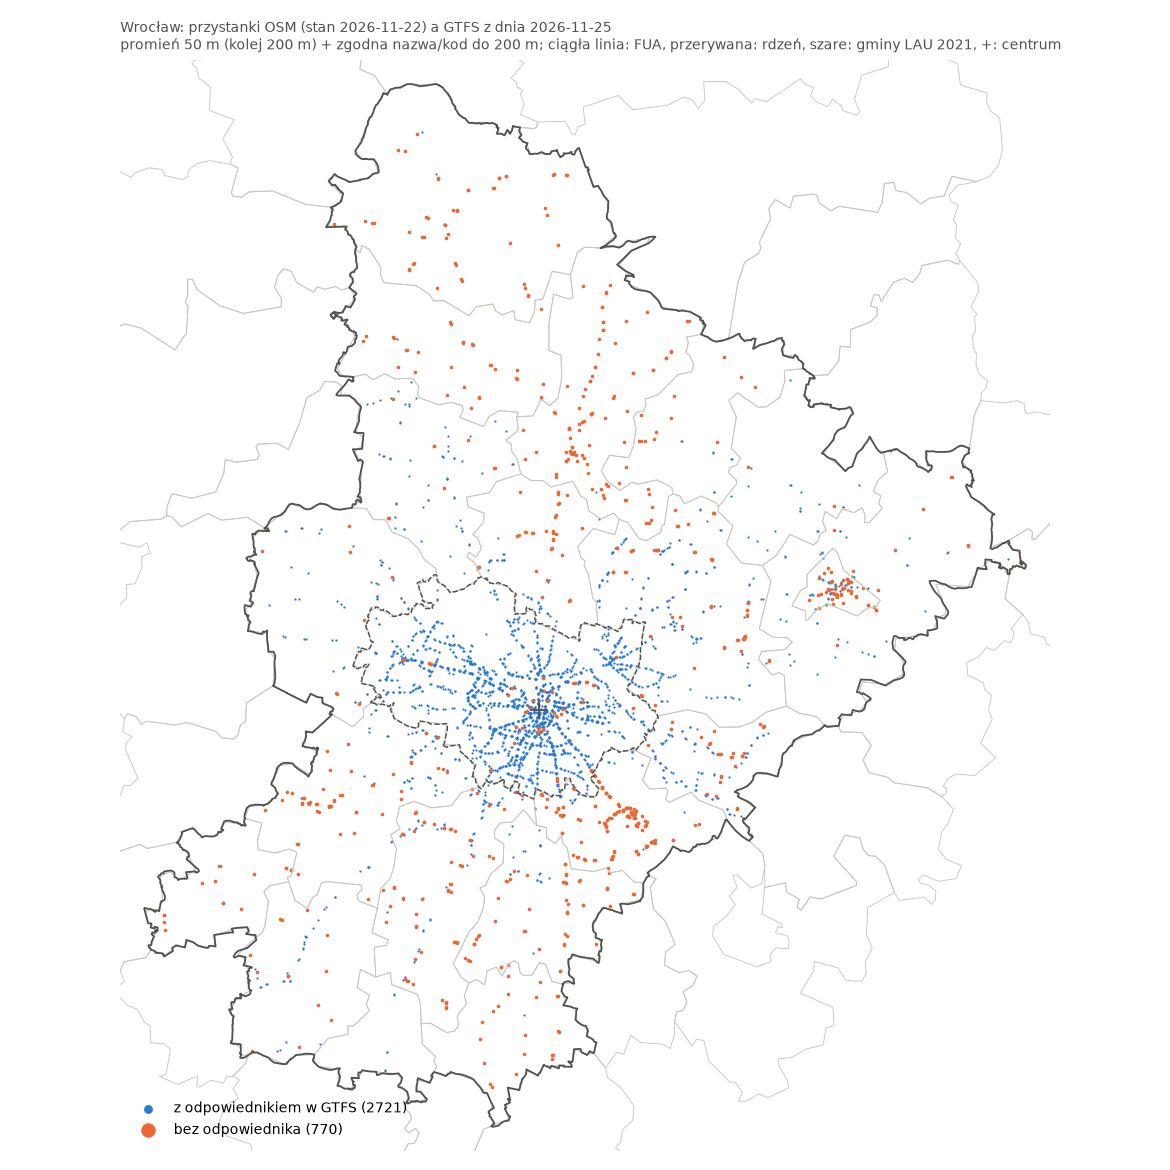 Wrocław: przystanki OSM (stan 2026-11-22) a GTFS z dnia 2026-11-25
promień 50 m (kolej 200 m) + zgodna nazwa/kod do 200 m; ciągła linia: FUA, przerywana: rdzeń, szare: gminy LAU 2021, +: centrum
z odpowiednikiem w GTFS (2721)
bez odpowiednika (770)